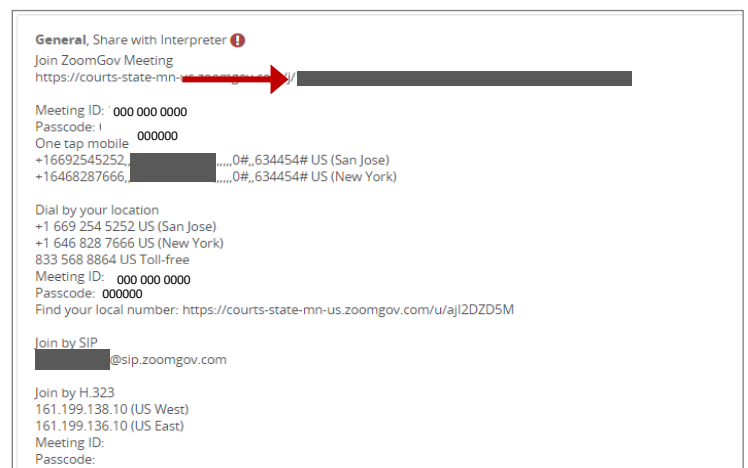 General, Share with Interpreter
Join ZoomGov Meeting
https://courts-state-mn-us.zoomgov.com/j/
Meeting ID: 000 000 0000
Passcode: 000000
One tap mobile
+16692545252,, ,,,,,0#,,634454# US (San Jose)
+16468287666,, ,,,,,0#,,634454# US (New York)
Dial by your location
+1 669 254 5252 US (San Jose)
+1 646 828 7666 US (New York)
833 568 8864 US Toll-free
Meeting ID: 000 000 0000
Passcode: 000000
Find your local number: https://courts-state-mn-us.zoomgov.com/u/ajI2DZD5M
Join by SIP
@sip.zoomgov.com
Join by H.323
161.199.138.10 (US West)
161.199.136.10 (US East)
Meeting ID:
Passcode: